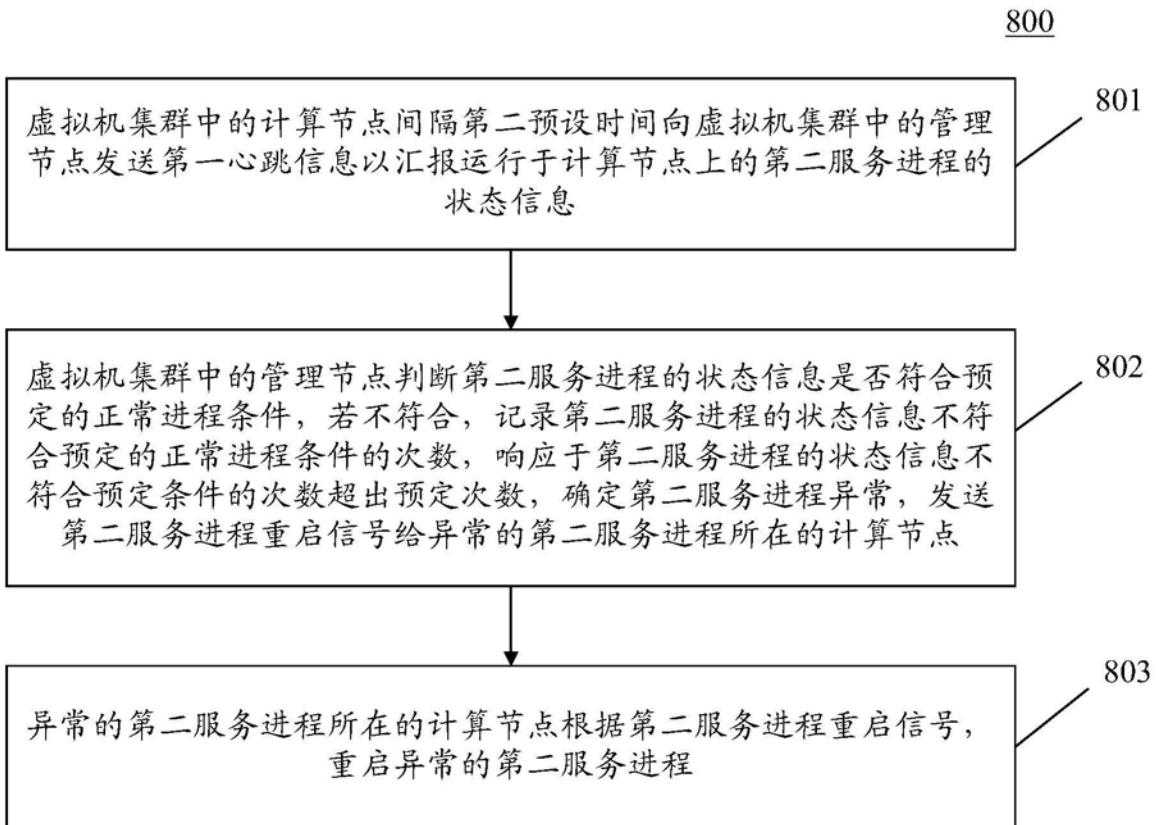 800
801
虚拟机集群中的计算节点间隔第二预设时间向虚拟机集群中的管理
节点发送第一心跳信息以汇报运行于计算节点上的第二服务进程的
状态信息
802
虚拟机集群中的管理节点判断第二服务进程的状态信息是否符合预
定的正常进程条件，若不符合，记录第二服务进程的状态信息不符
合预定的正常进程条件的次数，响应于第二服务进程的状态信息不
符合预定条件的次数超出预定次数，确定第二服务进程异常，发送
第二服务进程重启信号给异常的第二服务进程所在的计算节点
803
异常的第二服务进程所在的计算节点根据第二服务进程重启信号，
重启异常的第二服务进程